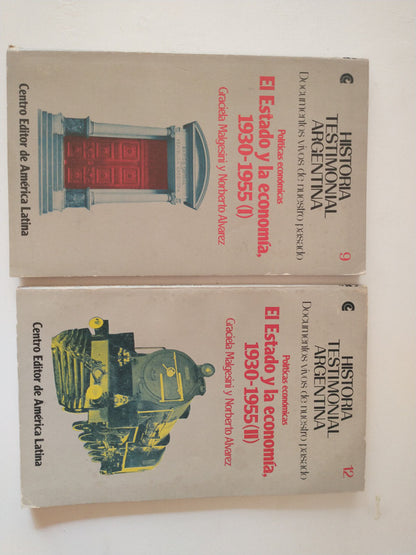 HISTORIA
TESTIMONIAL
ARGENTINA
Documentos vivos de nuestro pasado
9
Políticas económicas
El Estado y la economía,
1930-1955 (I)
Graciela Malgesini y Norberto Alvarez
Centro Editor de América Latina
HISTORIA
TESTIMONIAL
ARGENTINA
Documentos vivos de nuestro pasado
12
Políticas económicas
El Estado y la economía,
1930-1955 (II)
Graciela Malgesini y Norberto Alvarez
Centro Editor de América Latina